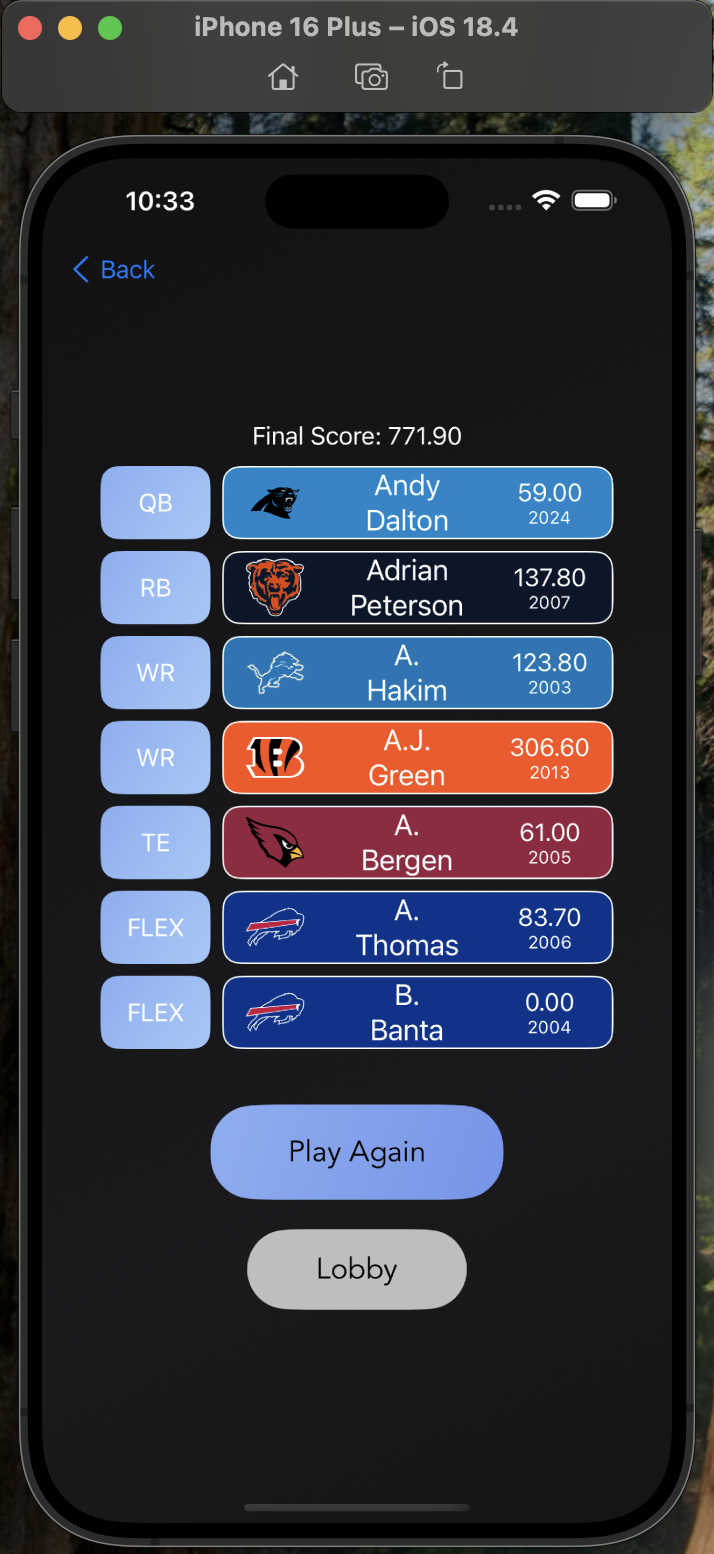 iPhone 16 Plus – iOS 18.4
10:33
Back
Final Score: 771.90
QB
Andy
Dalton
59.00
2024
RB
Adrian
Peterson
137.80
2007
WR
A.
Hakim
123.80
2003
WR
A.J.
Green
306.60
2013
TE
A.
Bergen
61.00
2005
FLEX
A.
Thomas
83.70
2006
FLEX
B.
Banta
0.00
2004
Play Again
Lobby